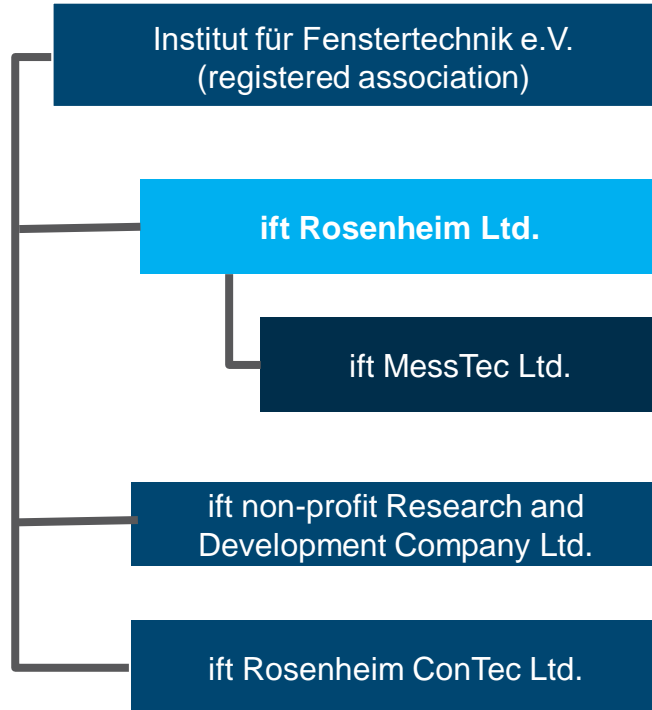 Institut für Fenstertechnik e.V.
(registered association)
ift Rosenheim Ltd.
ift MessTec Ltd.
ift non-profit Research and
Development Company Ltd.
ift Rosenheim ConTec Ltd.